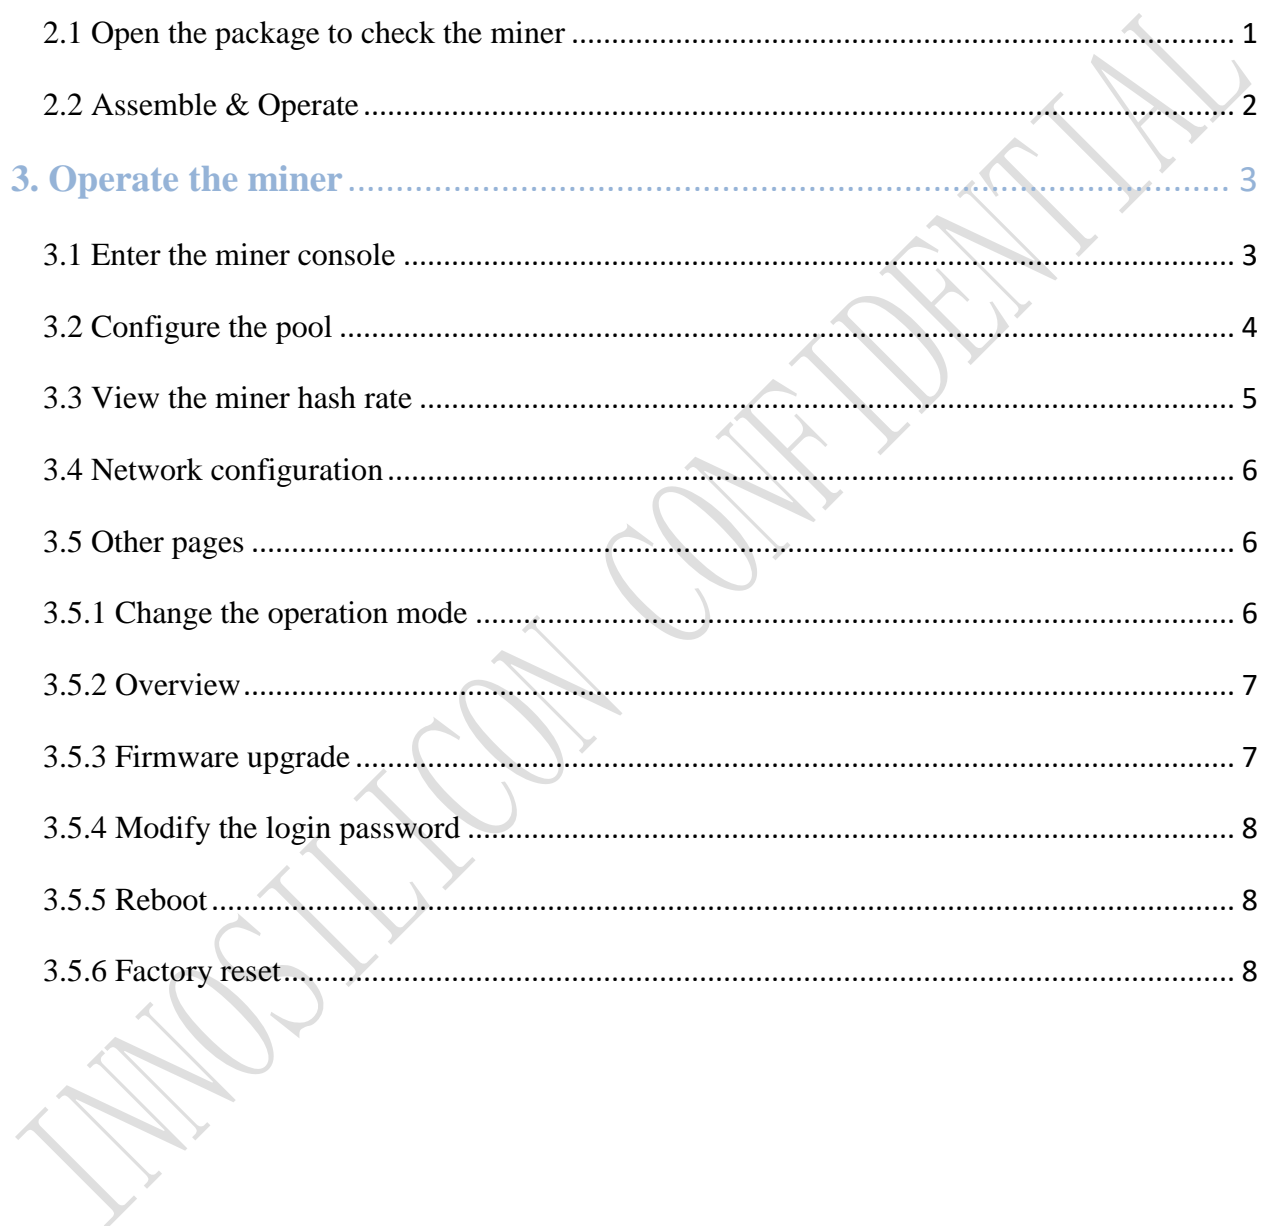 2.1 Open the package to check the miner ........ 1
2.2 Assemble & Operate ........ 2
3. Operate the miner ........ 3
3.1 Enter the miner console ........ 3
3.2 Configure the pool ........ 4
3.3 View the miner hash rate ........ 5
3.4 Network configuration ........ 6
3.5 Other pages ........ 6
3.5.1 Change the operation mode ........ 6
3.5.2 Overview ........ 7
3.5.3 Firmware upgrade ........ 7
3.5.4 Modify the login password ........ 8
3.5.5 Reboot ........ 8
3.5.6 Factory reset ........ 8
INNOSILICON CONFIDENTIAL